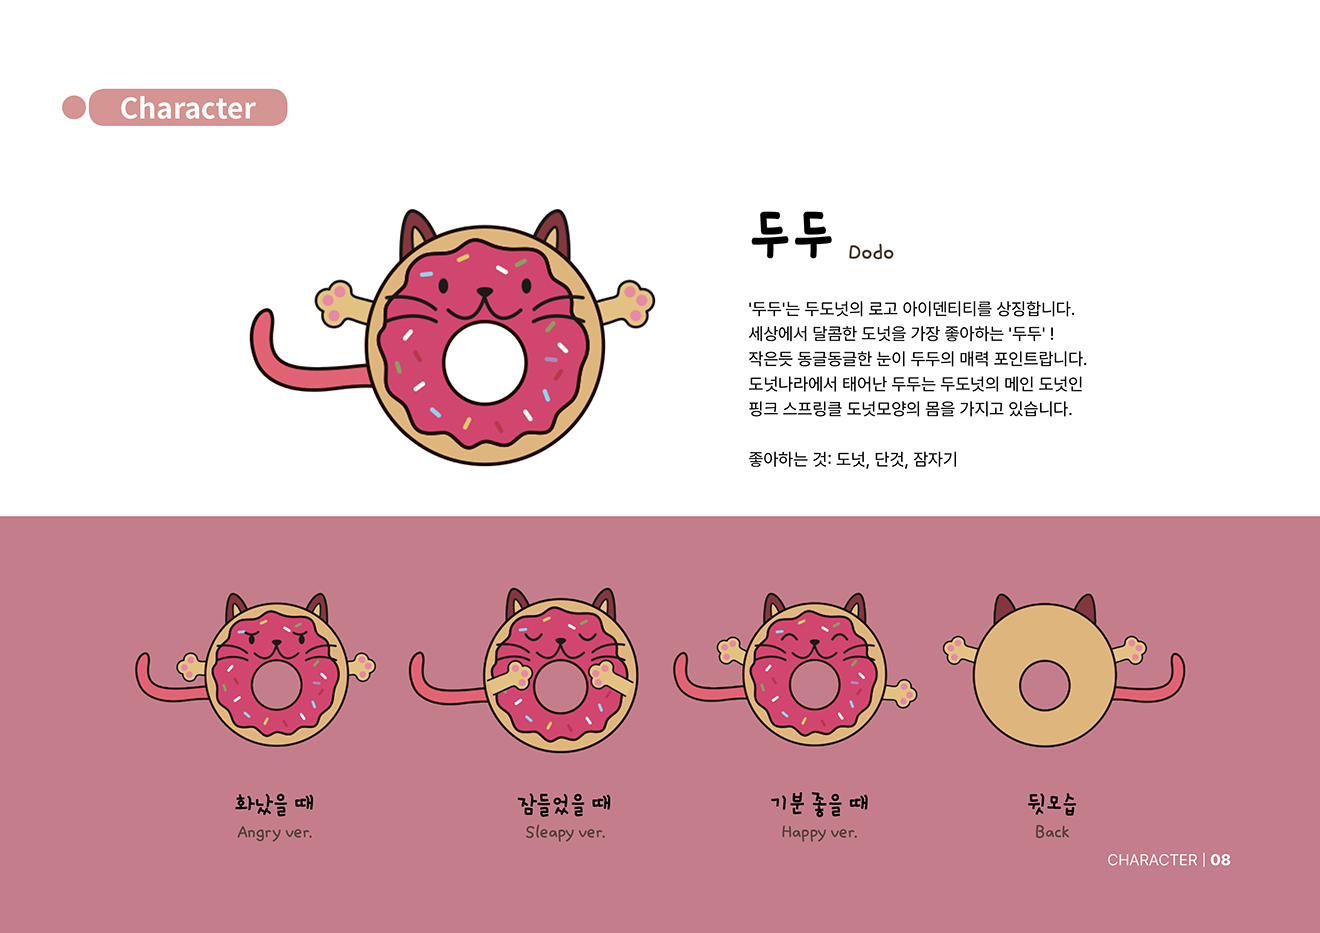 Character
두두 Dodo
'두두'는 두도넛의 로고 아이덴티티를 상징합니다.
세상에서 달콤한 도넛을 가장 좋아하는 '두두' !
작은듯 동글동글한 눈이 두두의 매력 포인트랍니다.
도넛나라에서 태어난 두두는 두도넛의 메인 도넛인
핑크 스프링클 도넛모양의 몸을 가지고 있습니다.
좋아하는 것: 도넛, 단것, 잠자기
화났을 때
Angry ver.
잠들었을 때
Sleapy ver.
기분 좋을 때
Happy ver.
뒷모습
Back
CHARACTER | 08